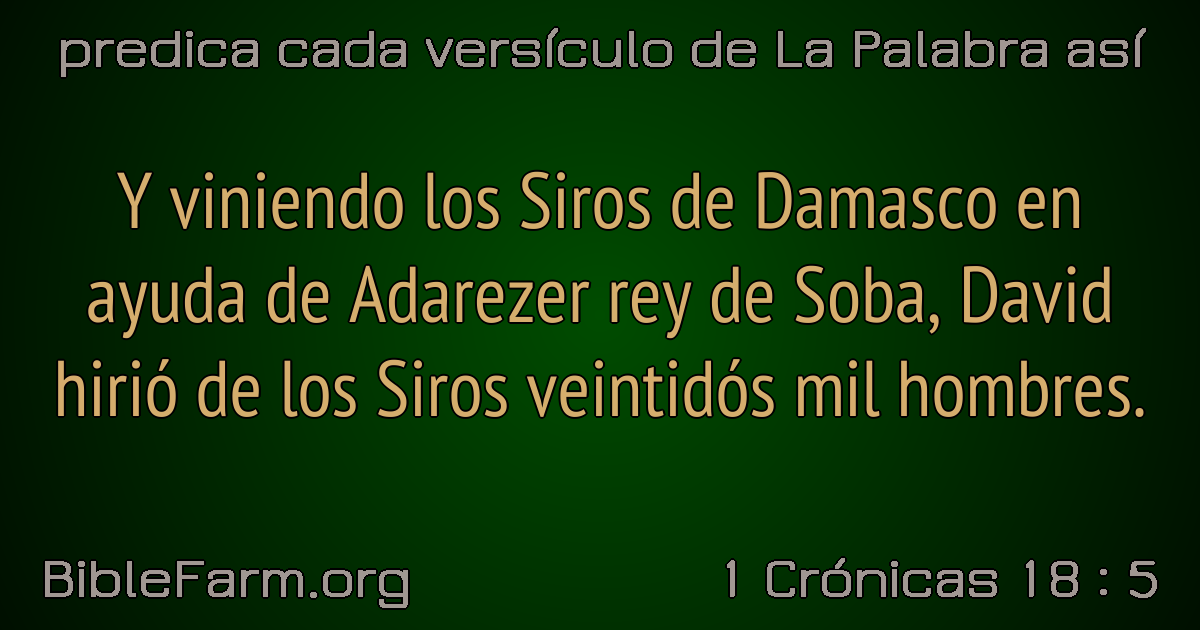 predica cada versículo de La Palabra así
Y viniendo los Siros de Damasco en
ayuda de Adarezer rey de Soba, David
hirió de los Siros veintidós mil hombres.
BibleFarm.org
1 Crónicas 18 : 5